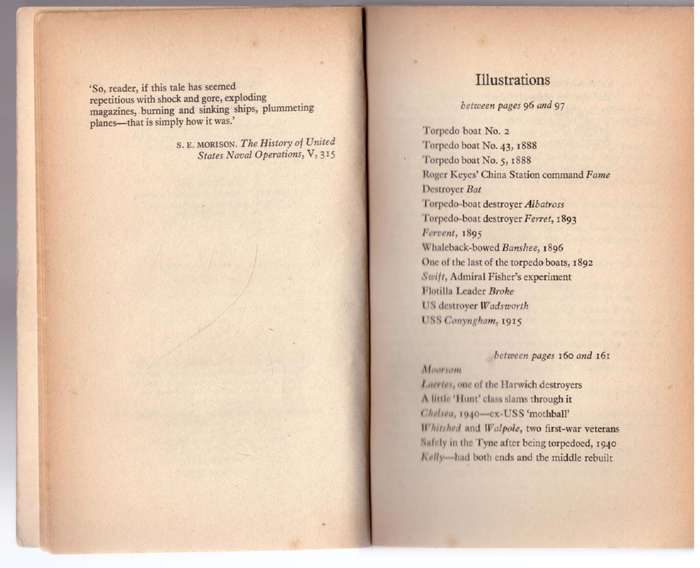 ‘So, reader, if this tale has seemed
repetitious with shock and gore, exploding
magazines, burning and sinking ships, plummeting
planes—that is simply how it was.’
S. E. MORISON. The History of United
States Naval Operations, V, 315
Illustrations
between pages 96 and 97
Torpedo boat No. 2
Torpedo boat No. 43, 1888
Torpedo boat No. 5, 1888
Roger Keyes’ China Station command Fame
Destroyer Bat
Torpedo-boat destroyer Albatross
Torpedo-boat destroyer Ferret, 1893
Fervent, 1895
Whaleback-bowed Banshee, 1896
One of the last of the torpedo boats, 1892
Swift, Admiral Fisher’s experiment
Flotilla Leader Broke
US destroyer Wadsworth
USS Conyngham, 1915
between pages 160 and 161
Moorsom
Laertes, one of the Harwich destroyers
A little ‘Hunt’ class slams through it
Chelsea, 1940—ex-USS ‘mothball’
Whitshed and Walpole, two first-war veterans
Safely in the Tyne after being torpedoed, 1940
Kelly—had both ends and the middle rebuilt